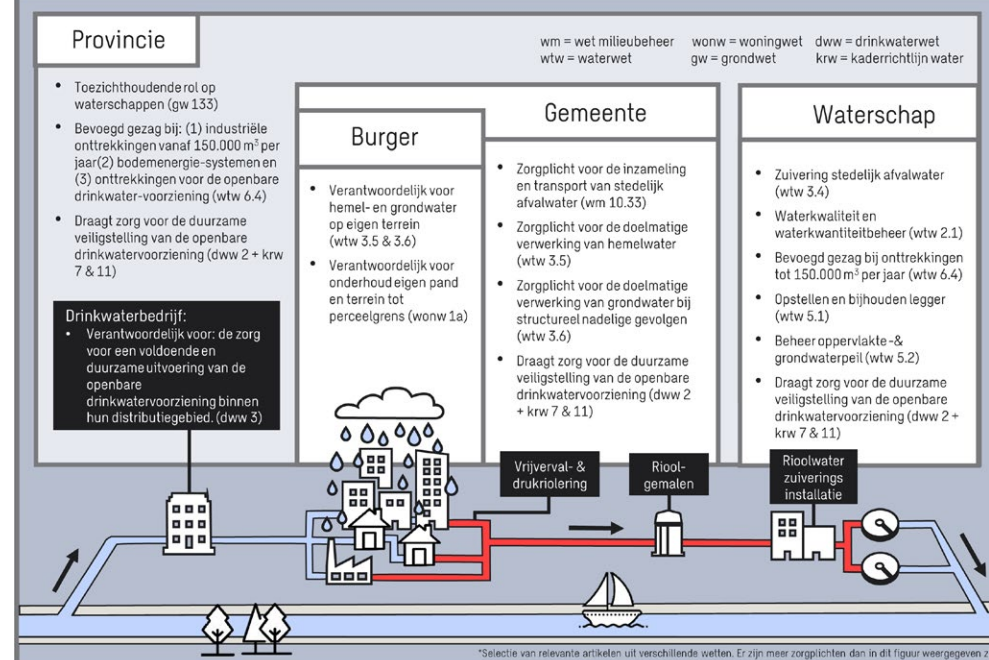 Provincie
wm = wet milieubeheer wonw = woningwet dww = drinkwaterwet
wtw = waterwet gw = grondwet krw = kaderrichtlijn water
• Toezichthoudende rol op
waterschappen (gw 133)
• Bevoegd gezag bij: (1) industriële
onttrekkingen vanaf 150.000 m³ per
jaar(2) bodemenergie-systemen en
(3) onttrekkingen voor de openbare
drinkwater-voorziening (wtw 6.4)
• Draagt zorg voor de duurzame
veiligstelling van de openbare
drinkwatervoorziening (dww 2 + krw
7 & 11)
Drinkwaterbedrijf:
• Verantwoordelijk voor: de zorg
voor een voldoende en
duurzame uitvoering van de
openbare
drinkwatervoorziening binnen
hun distributiegebied. (dww 3)
Burger
• Verantwoordelijk voor
hemel- en grondwater
op eigen terrein
(wtw 3.5 & 3.6)
• Verantwoordelijk voor
onderhoud eigen pand
en terrein tot
perceelgrens (wonw 1a)
Gemeente
• Zorgplicht voor de inzameling
en transport van stedelijk
afvalwater (wm 10.33)
• Zorgplicht voor de doelmatige
verwerking van hemelwater
(wtw 3.5)
• Zorgplicht voor de doelmatige
verwerking van grondwater bij
structureel nadelige gevolgen
(wtw 3.6)
• Draagt zorg voor de duurzame
veiligstelling van de openbare
drinkwatervoorziening (dww 2
+ krw 7 & 11)
Waterschap
• Zuivering stedelijk afvalwater
(wtw 3.4)
• Waterkwaliteit en
waterkwantiteitbeheer (wtw 2.1)
• Bevoegd gezag bij onttrekkingen
tot 150.000 m³ per jaar (wtw 6.4)
• Opstellen en bijhouden legger
(wtw 5.1)
• Beheer oppervlakte-&
grondwaterpeil (wtw 5.2)
• Draagt zorg voor de duurzame
veiligstelling van de openbare
drinkwatervoorziening (dww 2 +
krw 7 & 11)
Vrijverval- &
drukriolering
Riool-
gemalen
Rioolwater
zuiverings
installatie
*Selectie van relevante artikelen uit verschillende wetten. Er zijn meer zorgplichten dan in dit figuur weergegeven z